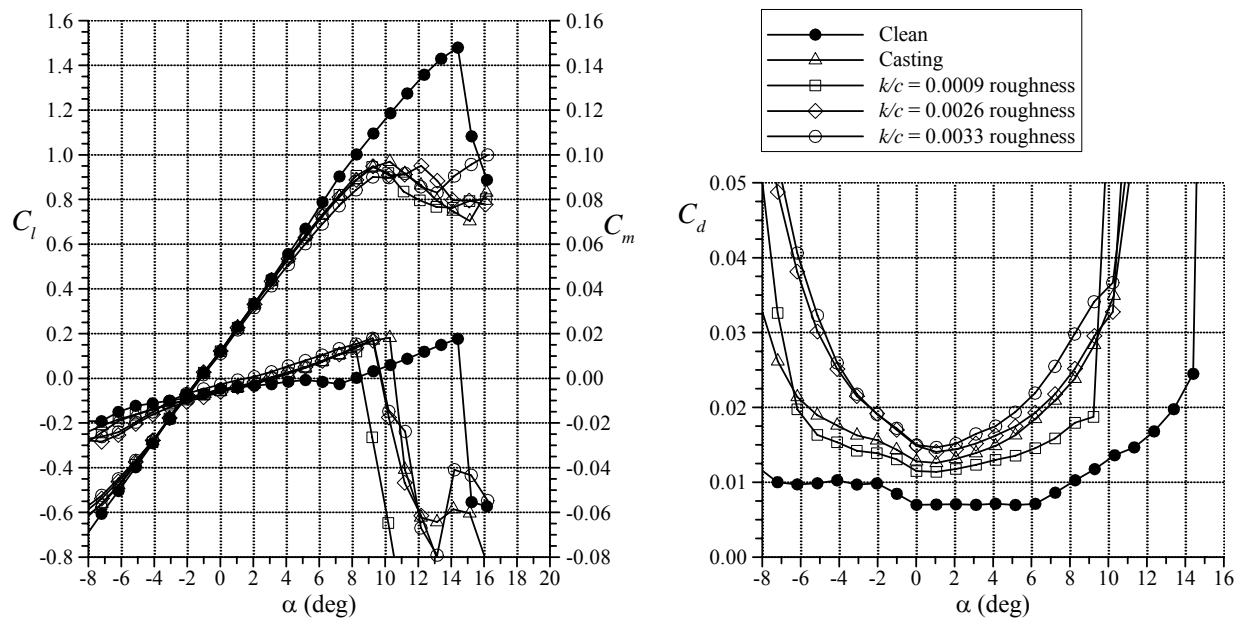 1.6
1.4
1.2
1.0
0.8
0.6
0.4
0.2
0.0
-0.2
-0.4
-0.6
-0.8
C_l
0.16
0.14
0.12
0.10
0.08
0.06
0.04
0.02
0.00
-0.02
-0.04
-0.06
-0.08
C_m
-8 -6 -4 -2 0 2 4 6 8 10 12 14 16 18 20
α (deg)
Clean
Casting
k/c = 0.0009 roughness
k/c = 0.0026 roughness
k/c = 0.0033 roughness
0.05
0.04
0.03
0.02
0.01
0.00
C_d
-8 -6 -4 -2 0 2 4 6 8 10 12 14 16
α (deg)